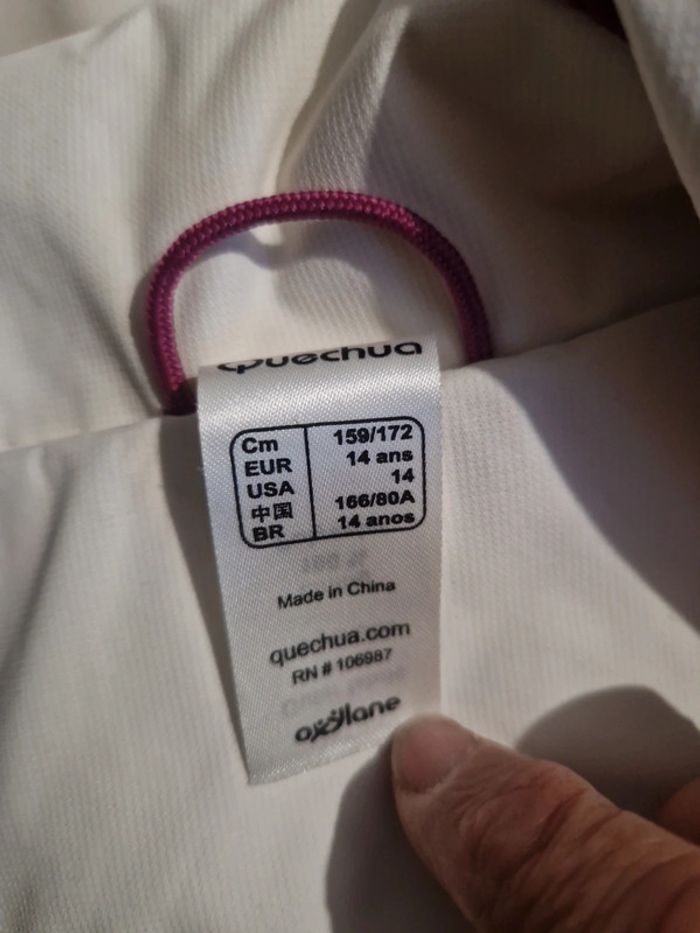 Quechua
Cm 159/172
EUR 14 ans
USA 14
中国 166/80A
BR 14 anos
Made in China
quechua.com
RN # 106987
oxylane